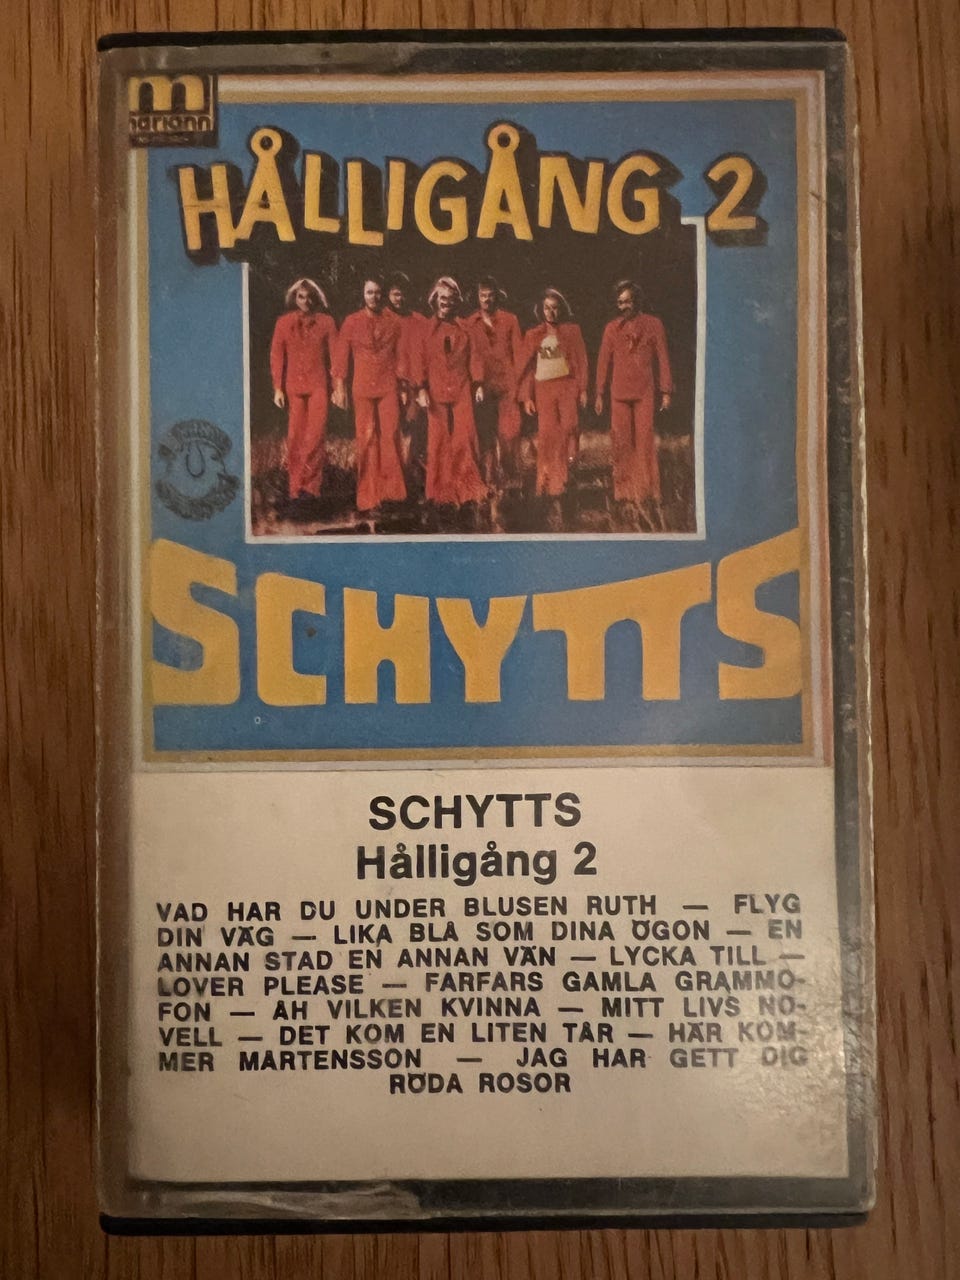 m
mariann
HÅLLIGÅNG 2
SCHYTTS
SCHYTTS
Hålligång 2
VAD HAR DU UNDER BLUSEN RUTH — FLYG
DIN VÄG — LIKA BLÅ SOM DINA ÖGON — EN
ANNAN STAD EN ANNAN VÄN — LYCKA TILL —
LOVER PLEASE — FARFARS GAMLA GRAMMO-
FON — ÅH VILKEN KVINNA — MITT LIVS NO-
VELL — DET KOM EN LITEN TÅR — HÄR KOM-
MER MÅRTENSSON — JAG HAR GETT DIG
RÖDA ROSOR